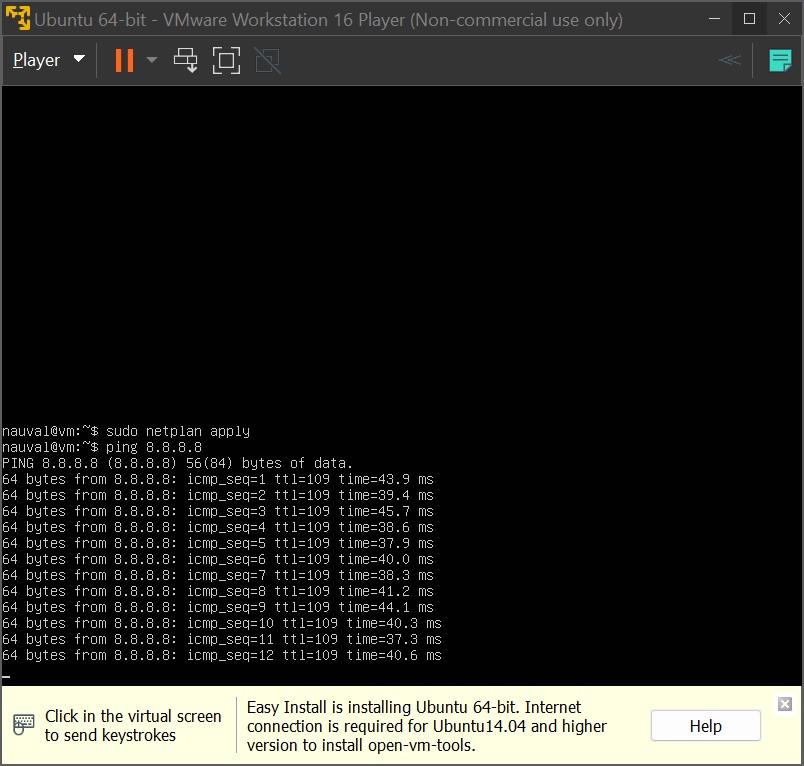 Ubuntu 64-bit - VMware Workstation 16 Player (Non-commercial use only)
Player
nauval@vm:~$ sudo netplan apply
nauval@vm:~$ ping 8.8.8.8
PING 8.8.8.8 (8.8.8.8) 56(84) bytes of data.
64 bytes from 8.8.8.8: icmp_seq=1 ttl=109 time=43.9 ms
64 bytes from 8.8.8.8: icmp_seq=2 ttl=109 time=39.4 ms
64 bytes from 8.8.8.8: icmp_seq=3 ttl=109 time=45.7 ms
64 bytes from 8.8.8.8: icmp_seq=4 ttl=109 time=38.6 ms
64 bytes from 8.8.8.8: icmp_seq=5 ttl=109 time=37.9 ms
64 bytes from 8.8.8.8: icmp_seq=6 ttl=109 time=40.0 ms
64 bytes from 8.8.8.8: icmp_seq=7 ttl=109 time=38.3 ms
64 bytes from 8.8.8.8: icmp_seq=8 ttl=109 time=41.2 ms
64 bytes from 8.8.8.8: icmp_seq=9 ttl=109 time=44.1 ms
64 bytes from 8.8.8.8: icmp_seq=10 ttl=109 time=40.3 ms
64 bytes from 8.8.8.8: icmp_seq=11 ttl=109 time=37.3 ms
64 bytes from 8.8.8.8: icmp_seq=12 ttl=109 time=40.6 ms
Click in the virtual screen
to send keystrokes
Easy Install is installing Ubuntu 64-bit. Internet
connection is required for Ubuntu14.04 and higher
version to install open-vm-tools.
Help